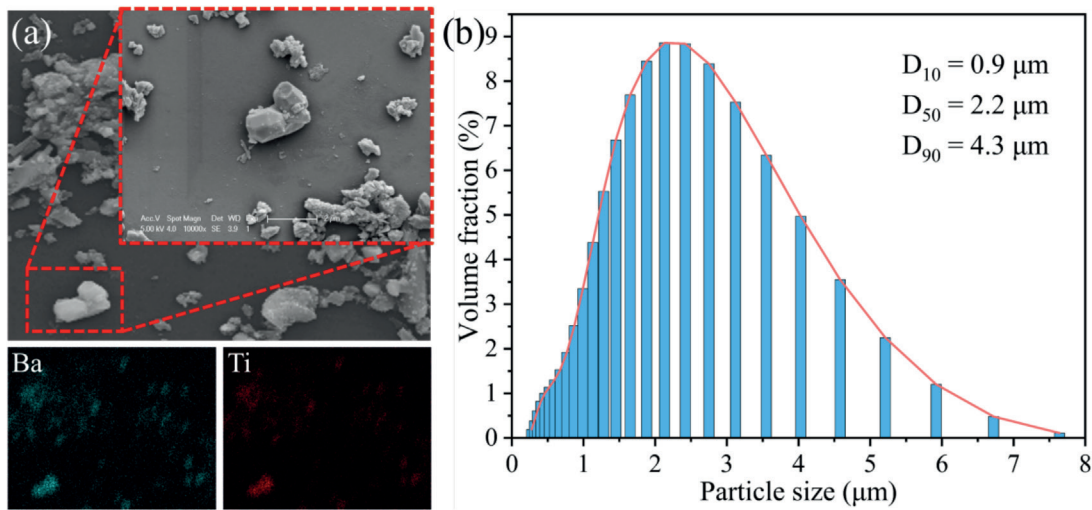 (a)
Acc.V Spot Magn Det WD
5.00 kV 4.0 10000x SE 3.9 1
2 μm
Ba
Ti
(b)
D10 = 0.9 μm
D50 = 2.2 μm
D90 = 4.3 μm
Volume fraction (%)
9
8
7
6
5
4
3
2
1
0
0 1 2 3 4 5 6 7 8
Particle size (μm)